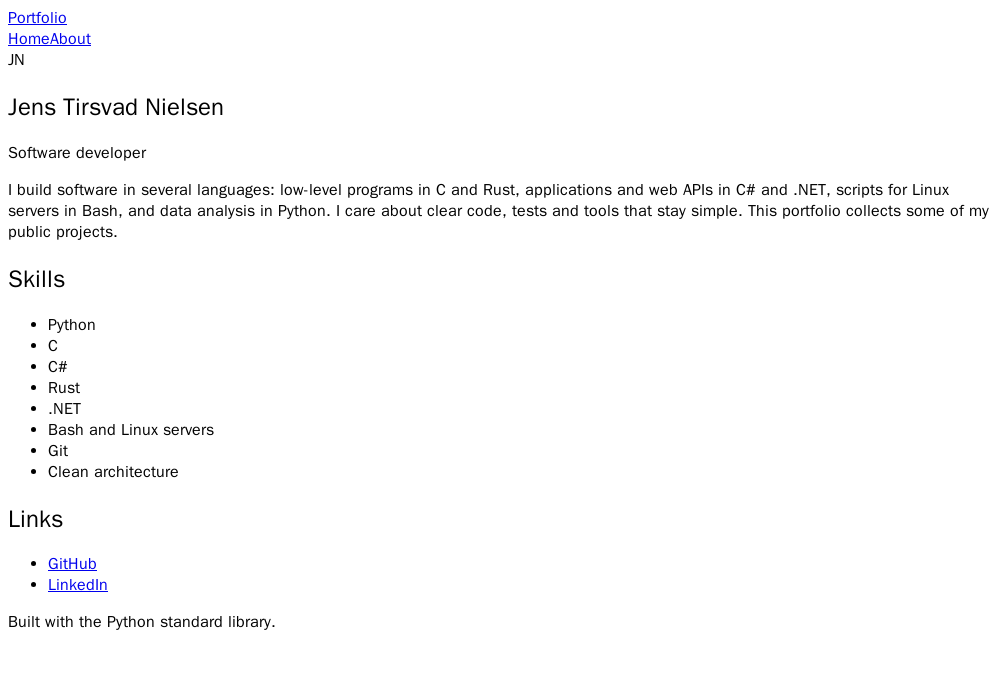 Portfolio
HomeAbout
JN
Jens Tirsvad Nielsen
Software developer
I build software in several languages: low-level programs in C and Rust, applications and web APIs in C# and .NET, scripts for Linux
servers in Bash, and data analysis in Python. I care about clear code, tests and tools that stay simple. This portfolio collects some of my
public projects.
Skills
Python
C
C#
Rust
.NET
Bash and Linux servers
Git
Clean architecture
Links
GitHub
LinkedIn
Built with the Python standard library.